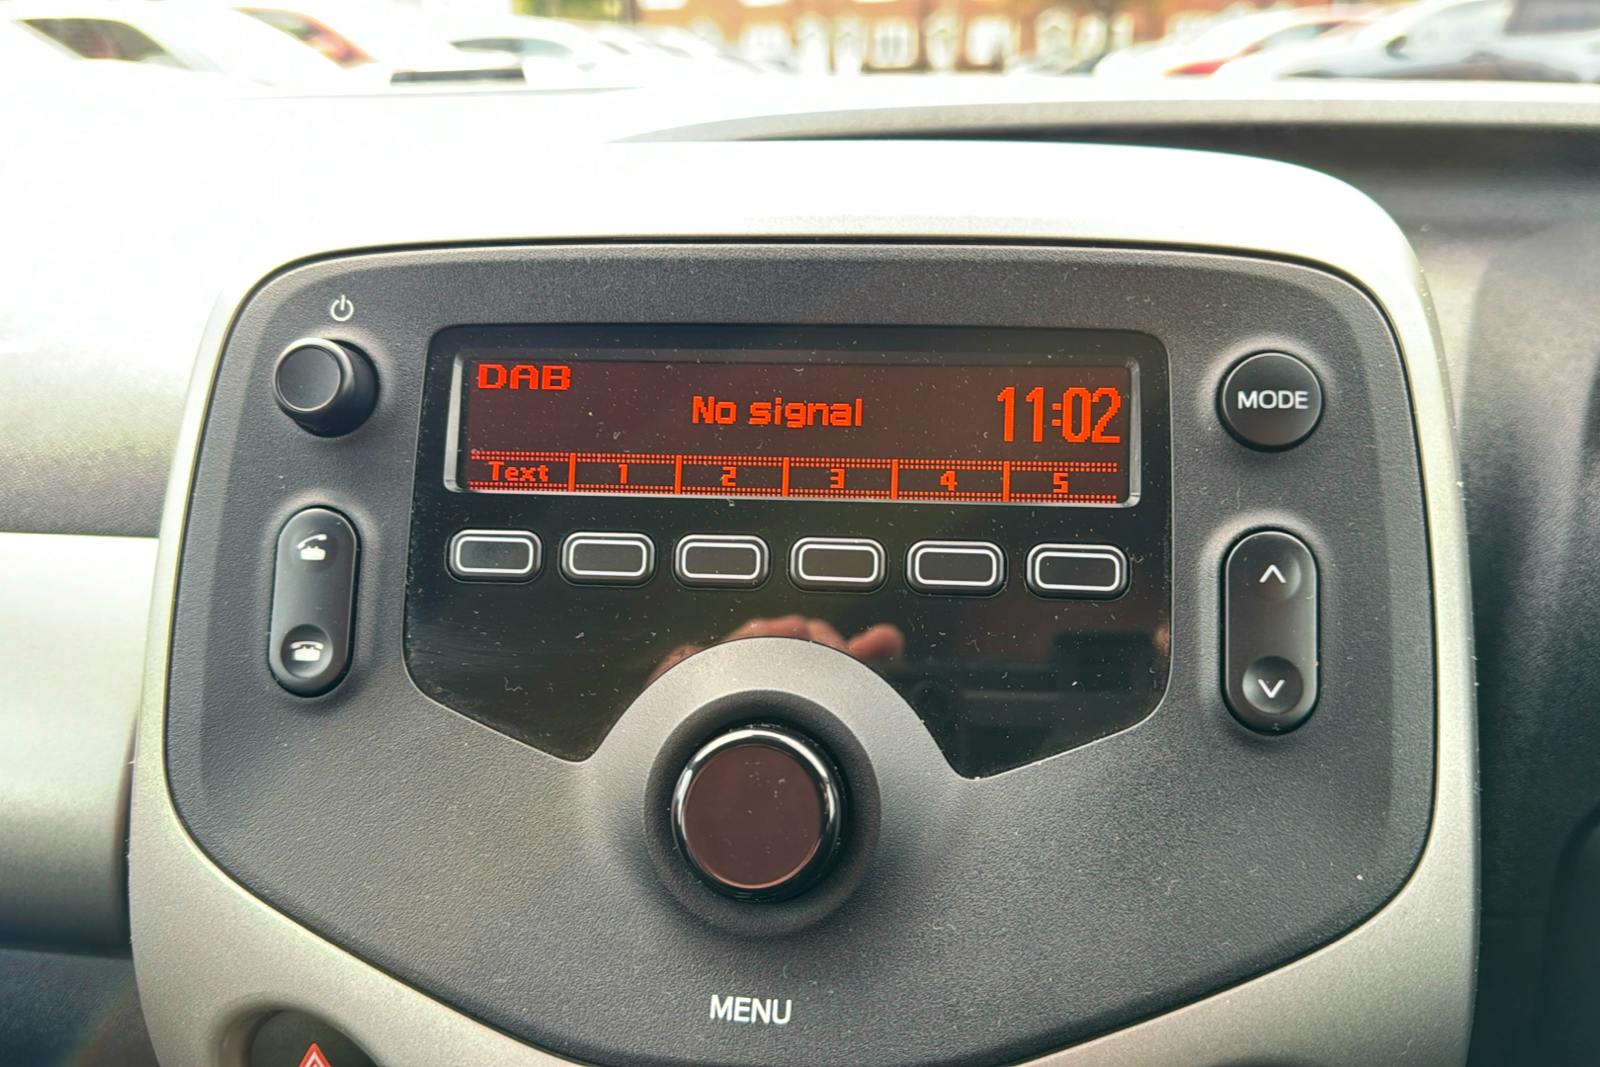 DAB
No signal
11:02
Text 1 2 3 4 5
MODE
MENU